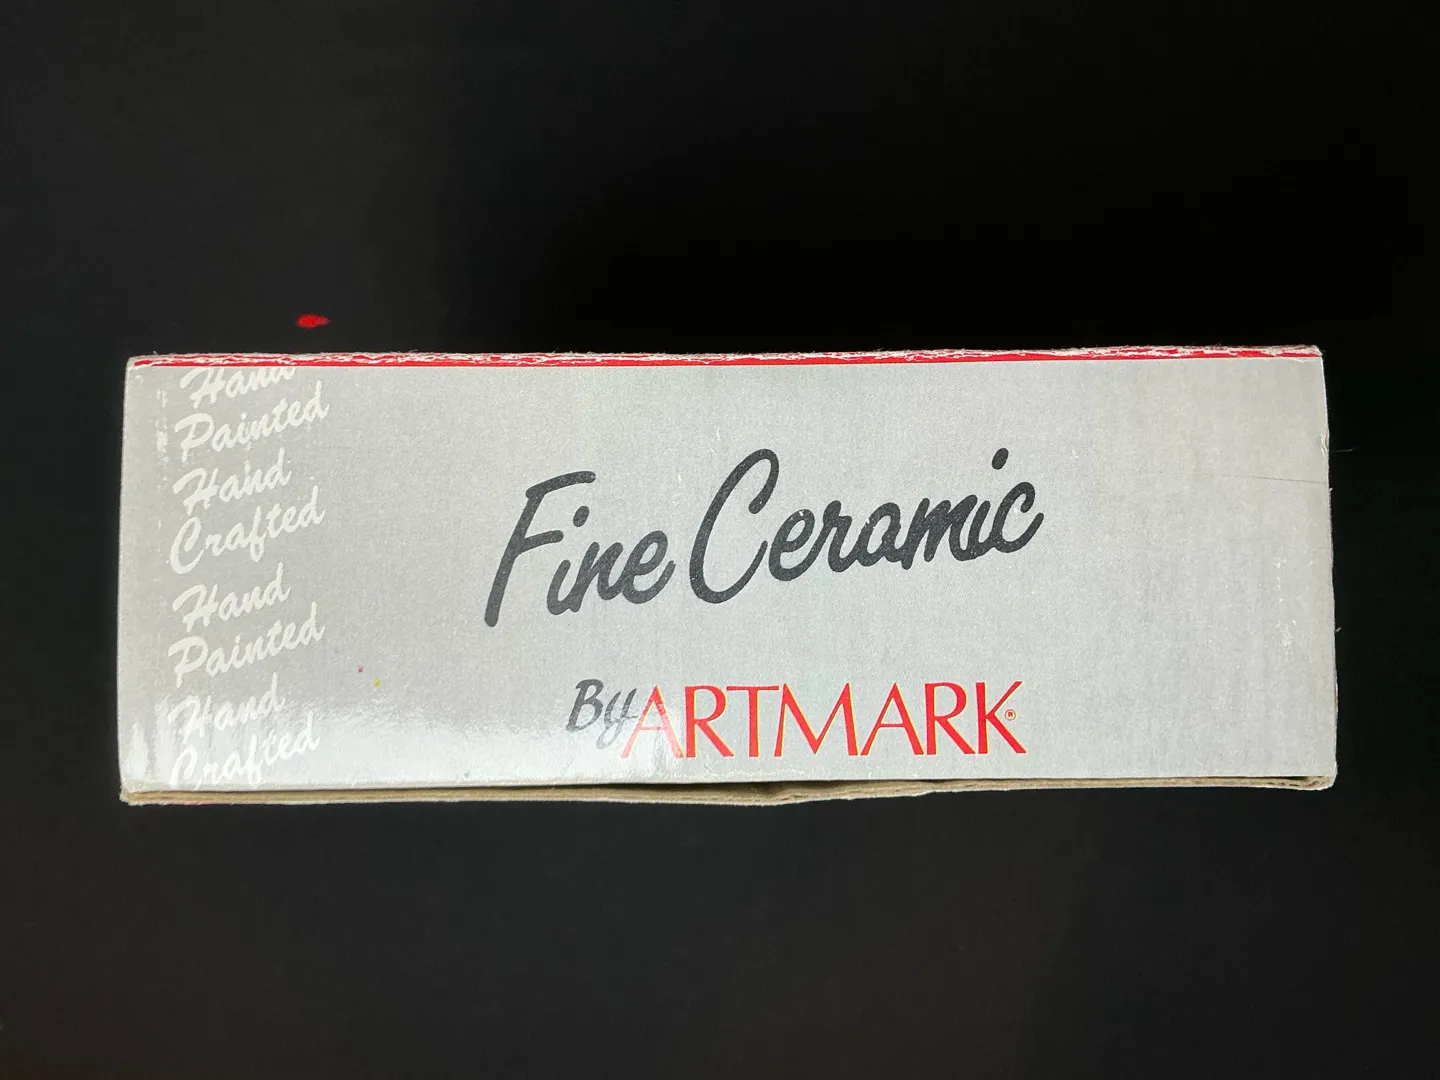 Hand
Painted
Hand
Crafted
Hand
Painted
Hand
Crafted
Fine Ceramic
By ARTMARK®